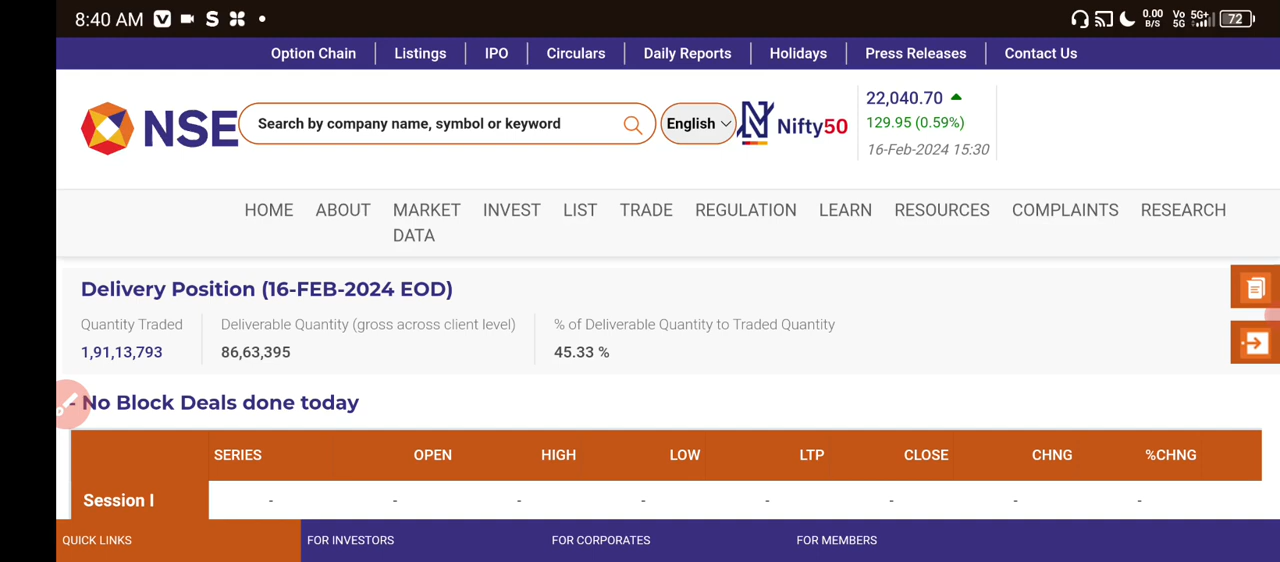 8:40 AM V S 0.00 B/S Vo 5G 5G+ 72
Option Chain Listings IPO Circulars Daily Reports Holidays Press Releases Contact Us
NSE Search by company name, symbol or keyword English Nifty50
22,040.70
129.95 (0.59%)
16-Feb-2024 15:30
HOME ABOUT MARKET DATA INVEST LIST TRADE REGULATION LEARN RESOURCES COMPLAINTS RESEARCH
Delivery Position (16-FEB-2024 EOD)
Quantity Traded Deliverable Quantity (gross across client level) % of Deliverable Quantity to Traded Quantity
1,91,13,793 86,63,395 45.33 %
- No Block Deals done today
SERIES OPEN HIGH LOW LTP CLOSE CHNG %CHNG
Session I - - - - - - - -
QUICK LINKS FOR INVESTORS FOR CORPORATES FOR MEMBERS